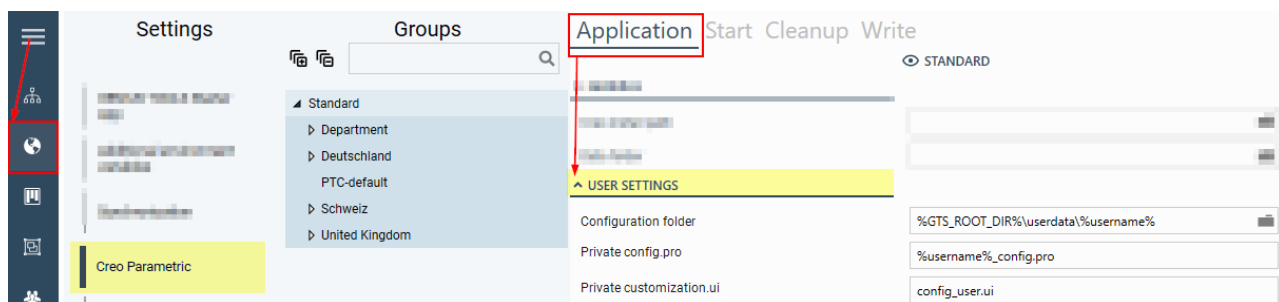 Settings
Groups
Application Start Cleanup Write
STANDARD
Standard
Department
Deutschland
PTC-default
Schweiz
United Kingdom
Creo Parametric
USER SETTINGS
Configuration folder
%GTS_ROOT_DIR%\userdata\%username%
Private config.pro
%username%_config.pro
Private customization.ui
config_user.ui